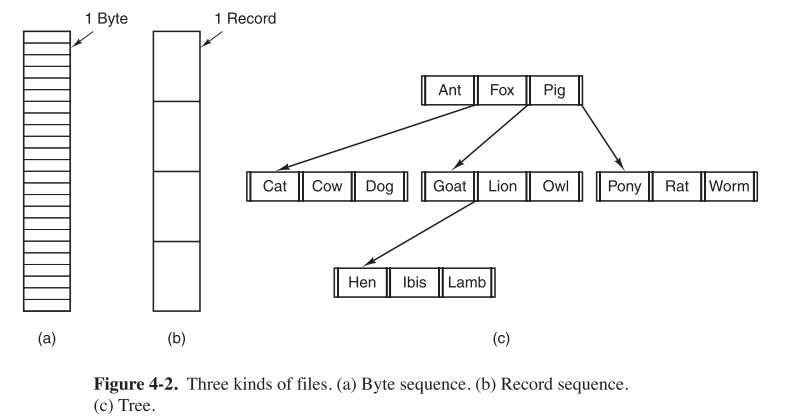 1 Byte
1 Record
Ant Fox Pig
Cat Cow Dog
Goat Lion Owl
Pony Rat Worm
Hen Ibis Lamb
(a)
(b)
(c)
Figure 4-2. Three kinds of files. (a) Byte sequence. (b) Record sequence.
(c) Tree.